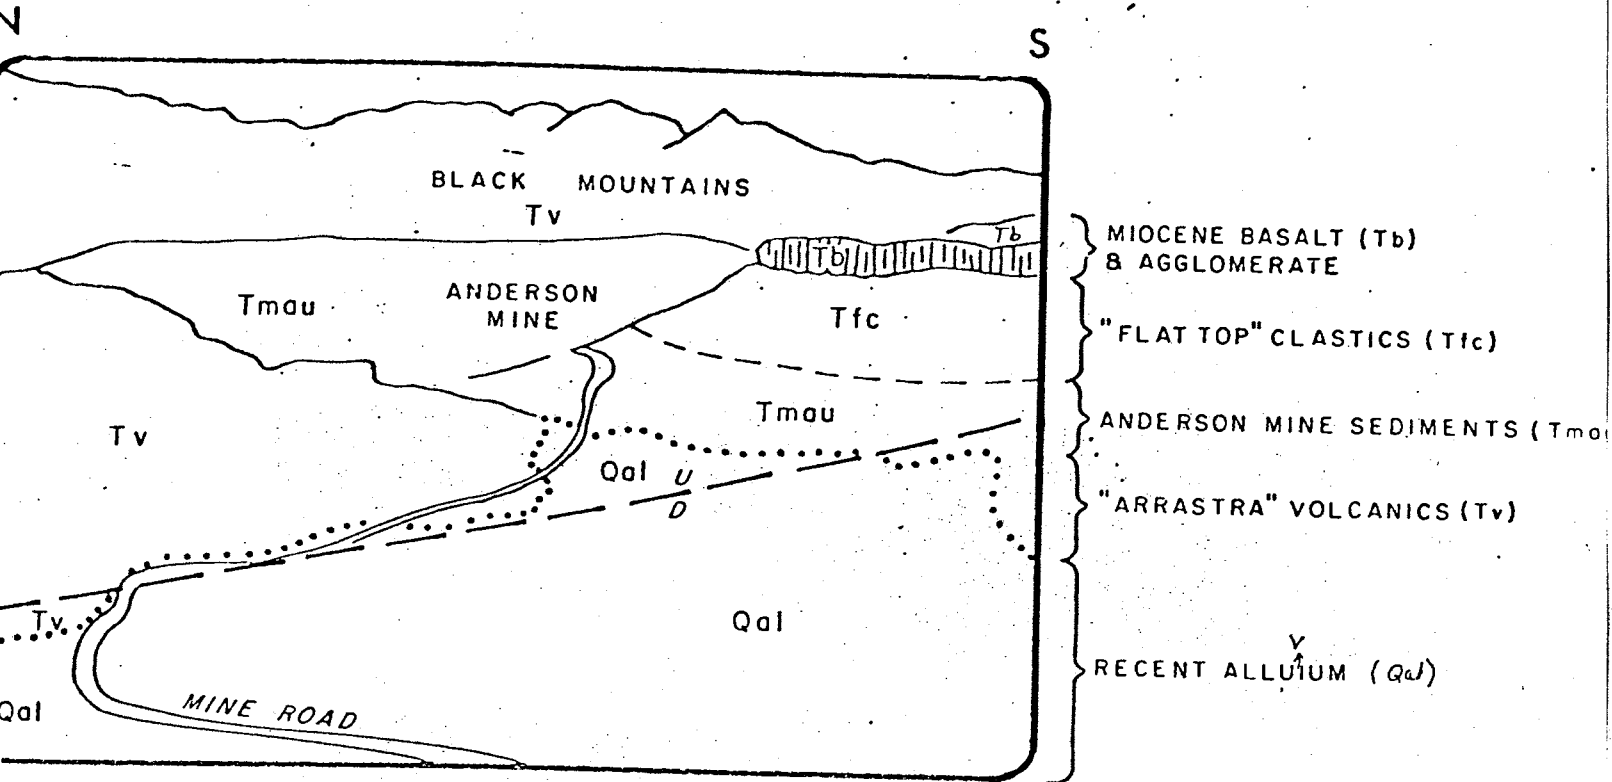 N
S
BLACK MOUNTAINS
Tv
Tb
Tb
MIOCENE BASALT (Tb)
& AGGLOMERATE
Tmau
ANDERSON
MINE
Tfc
"FLAT TOP" CLASTICS (Tfc)
Tmau
ANDERSON MINE SEDIMENTS (Tmau
Tv
Qal
U
D
"ARRASTRA" VOLCANICS (Tv)
Tv
Qal
V
RECENT ALLUIUM (Qal)
Qal
MINE ROAD